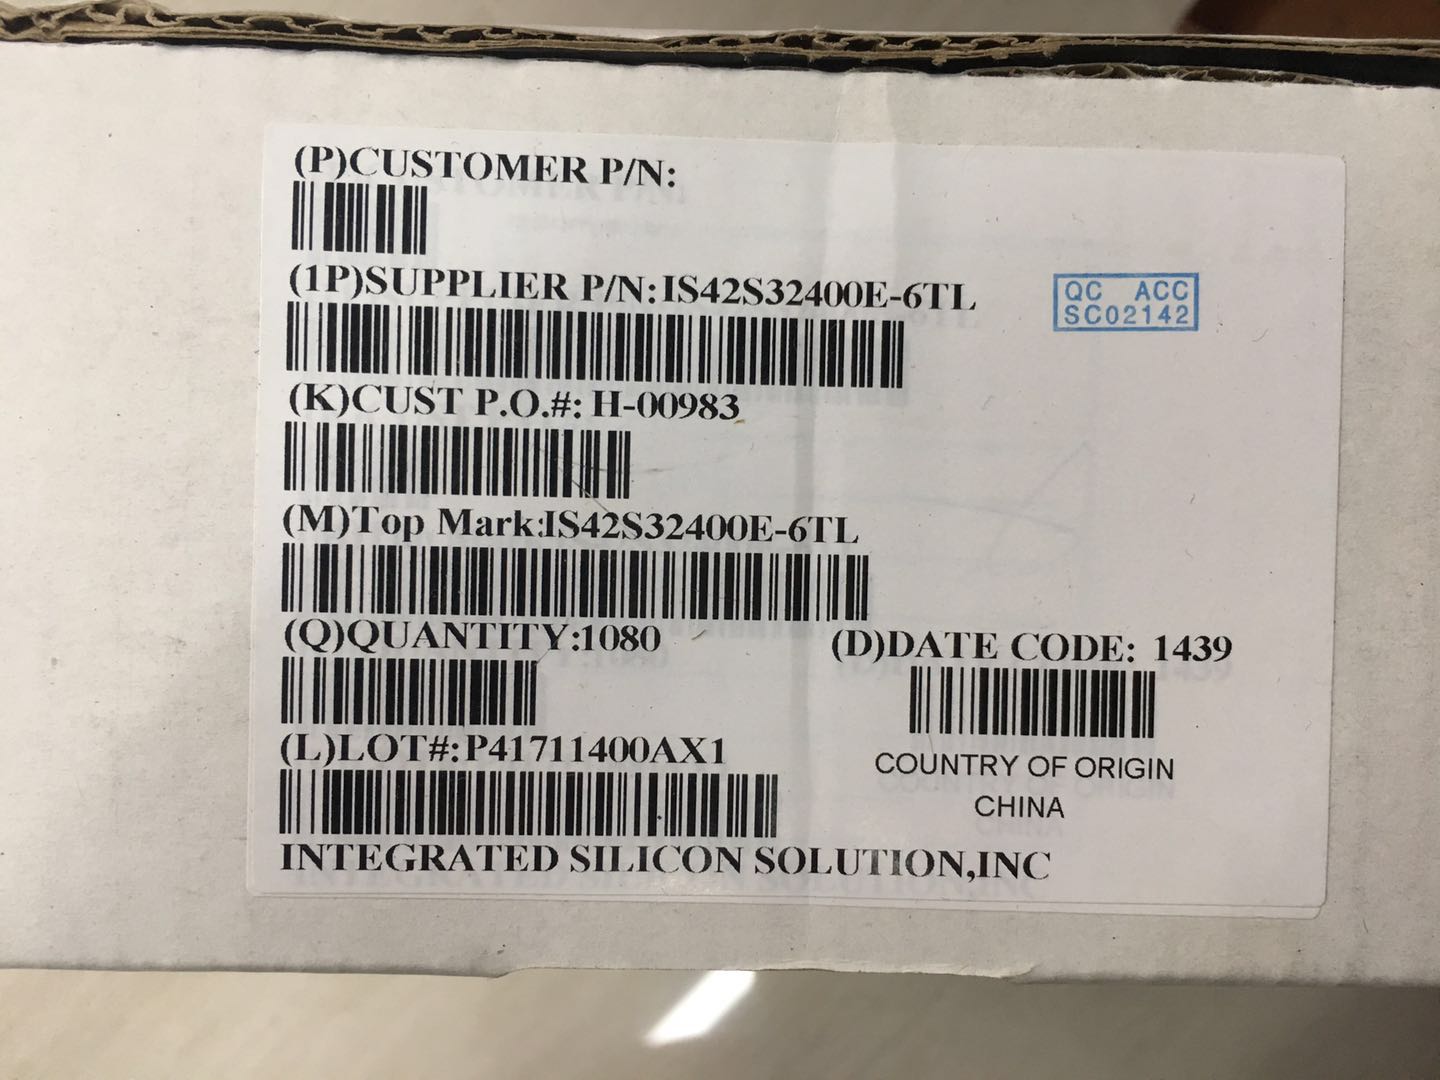 (P)CUSTOMER P/N:
(1P)SUPPLIER P/N:IS42S32400E-6TL
QC ACC
SC02142
(K)CUST P.O.#: H-00983
(M)Top Mark:IS42S32400E-6TL
(Q)QUANTITY:1080
(D)DATE CODE: 1439
(L)LOT#:P41711400AX1
COUNTRY OF ORIGIN
CHINA
INTEGRATED SILICON SOLUTION,INC